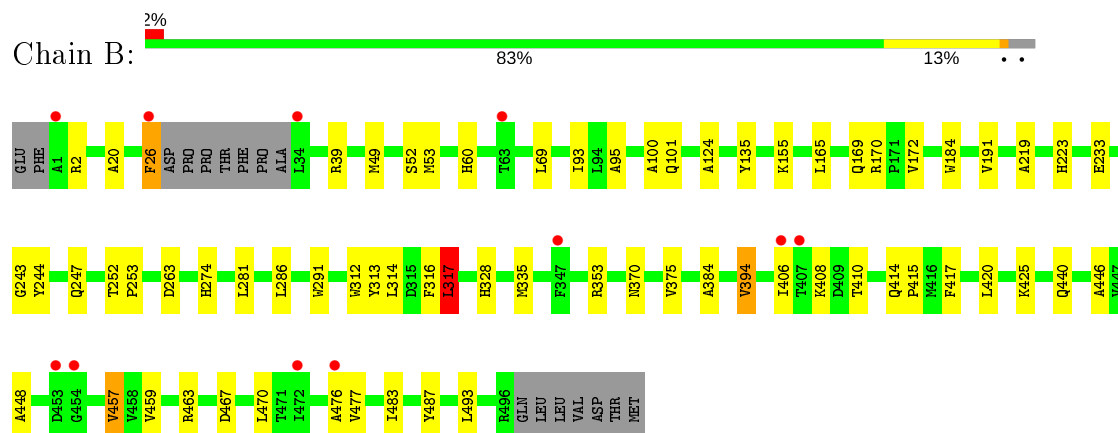 2%
Chain B:
83% 13% • •
GLU PHE A1 R2 A20 F26 ASP PRO PRO THR PHE PRO ALA L34 R39 M49 S52 M53 H60 T63 L69 I93 L94 A95 A100 Q101 A124 Y135 K155 L165 Q169 R170 P171 V172 W184 V191 A219 H223 E233
G243 Y244 Q247 T252 P253 D263 H274 L281 L286 W291 W312 Y313 L314 D315 F316 L317 H328 M335 F347 R353 N370 V375 A384 V394 I406 T407 K408 D409 T410 Q414 P415 M416 F417 L420 K425 Q440 A446 V447
A448 D453 G454 V457 V458 V459 R463 D467 L470 T471 I472 A476 V477 I483 Y487 L493 R496 GLN LEU LEU VAL ASP THR MET